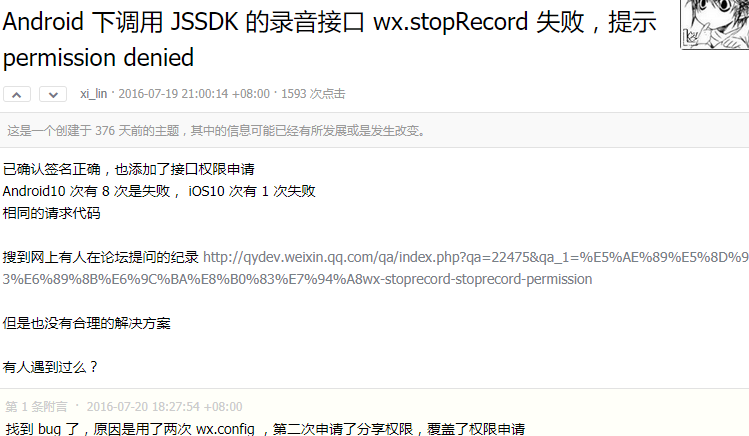 Android 下调用 JSSDK 的录音接口 wx.stopRecord 失败，提示
permission denied
xi_lin · 2016-07-19 21:00:14 +08:00 · 1593 次点击
这是一个创建于 376 天前的主题，其中的信息可能已经有所发展或是发生改变。
已确认签名正确，也添加了接口权限申请
Android10 次有 8 次是失败， iOS10 次有 1 次失败
相同的请求代码
搜到网上有人在论坛提问的纪录 http://qydev.weixin.qq.com/qa/index.php?qa=22475&qa_1=%E5%AE%89%E5%8D%9
3%E6%89%8B%E6%9C%BA%E8%B0%83%E7%94%A8wx-stoprecord-stoprecord-permission
但是也没有合理的解决方案
有人遇到过么？
第 1 条附言 · 2016-07-20 18:27:54 +08:00
找到 bug 了，原因是用了两次 wx.config ，第二次申请了分享权限，覆盖了权限申请